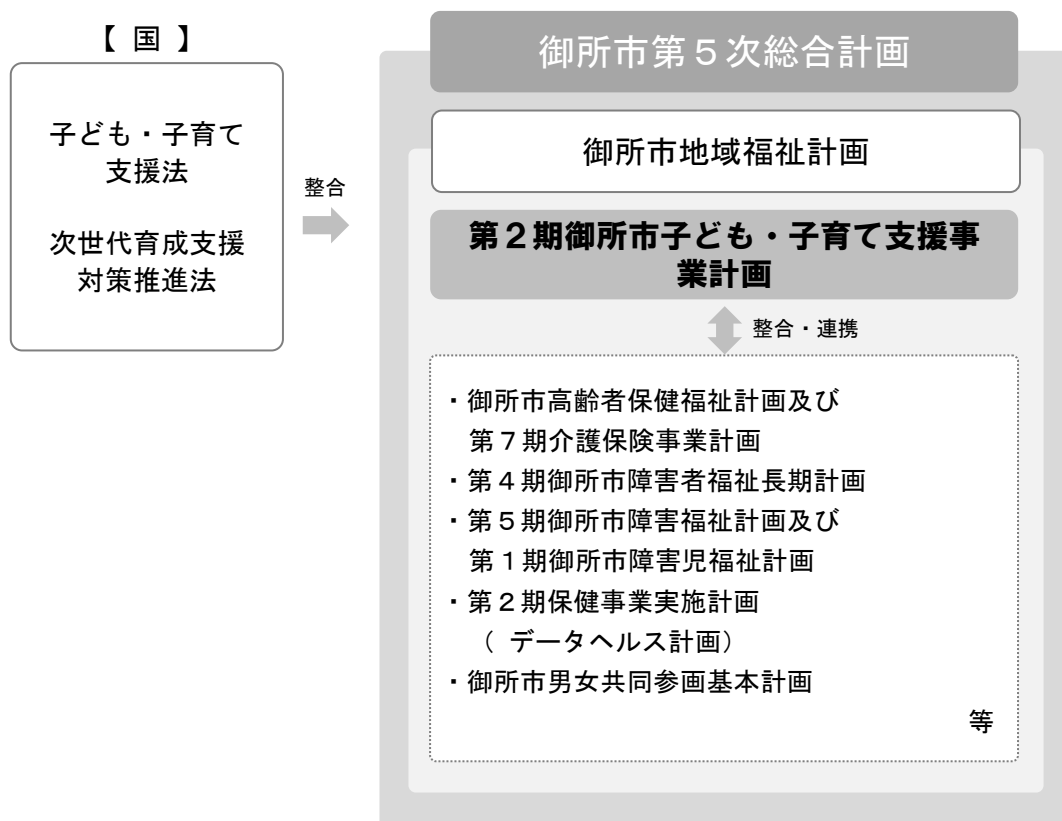 【 国 】
子ども・子育て
支援法
次世代育成支援
対策推進法
整合
御所市第５次総合計画
御所市地域福祉計画
第２期御所市子ども・子育て支援事
業計画
整合・連携
・御所市高齢者保健福祉計画及び
第７期介護保険事業計画
・第４期御所市障害者福祉長期計画
・第５期御所市障害福祉計画及び
第１期御所市障害児福祉計画
・第２期保健事業実施計画
（ データヘルス計画）
・御所市男女共同参画基本計画
等